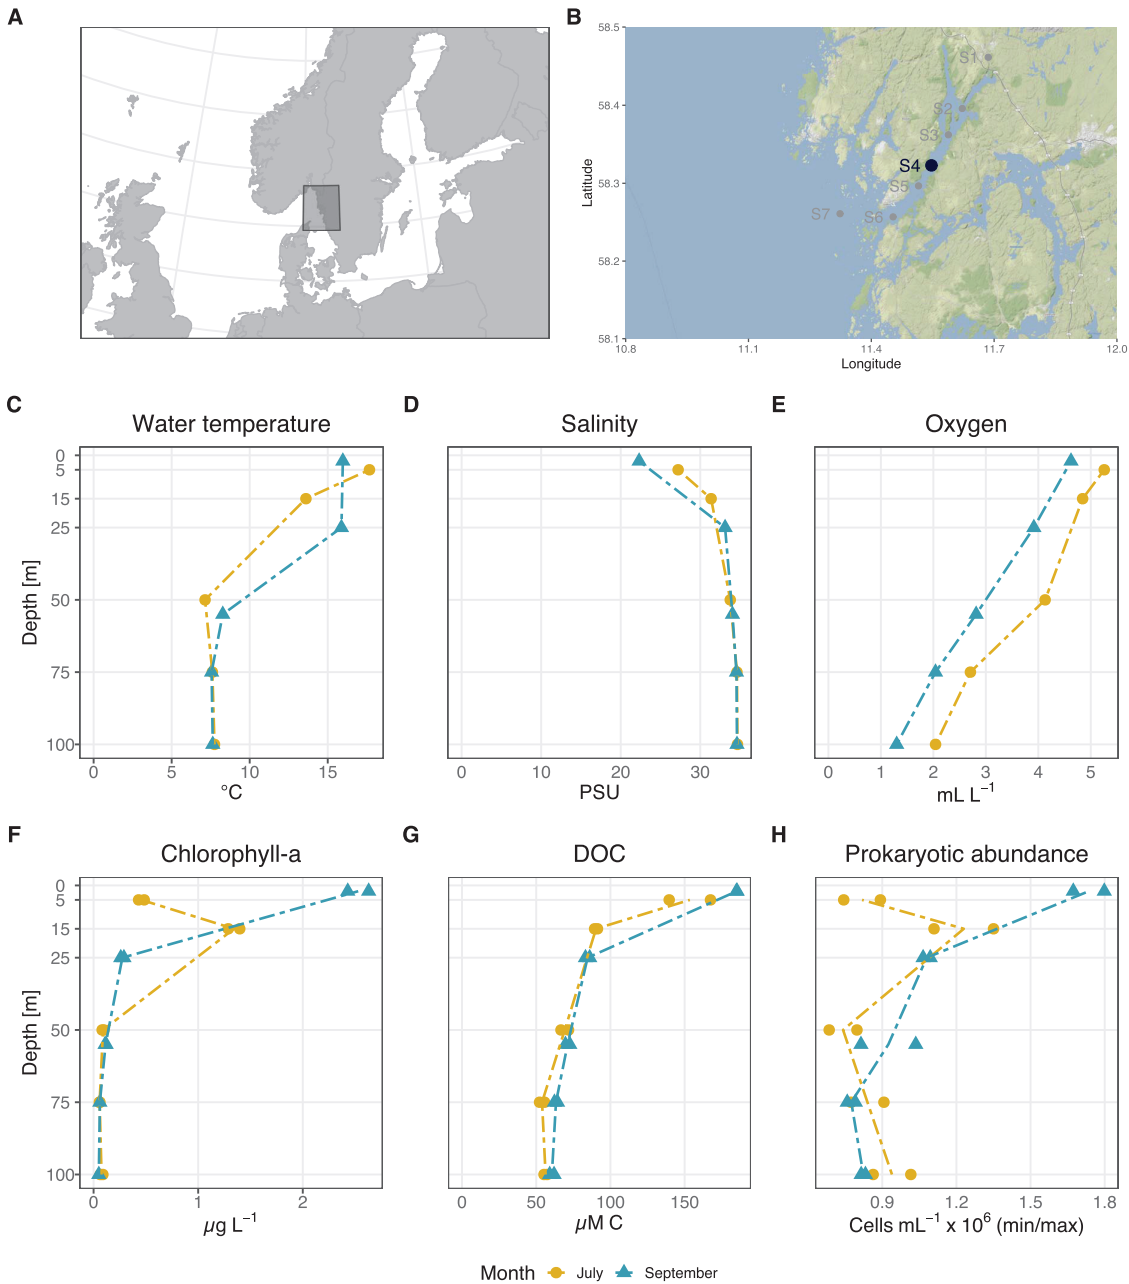 A
B
58.5
58.4
58.3
58.2
58.1
Latitude
S1
S2
S3
S4
S5
S6
S7
10.8
11.1
11.4
11.7
12.0
Longitude
C
Water temperature
D
Salinity
E
Oxygen
0
5
15
25
50
75
100
Depth [m]
0
5
10
15
°C
0
10
20
30
PSU
0
1
2
3
4
5
mL L⁻¹
F
Chlorophyll-a
G
DOC
H
Prokaryotic abundance
0
5
15
25
50
75
100
Depth [m]
0
1
2
µg L⁻¹
0
50
100
150
µM C
0.9
1.2
1.5
1.8
Cells mL⁻¹ x 10⁶ (min/max)
Month July September